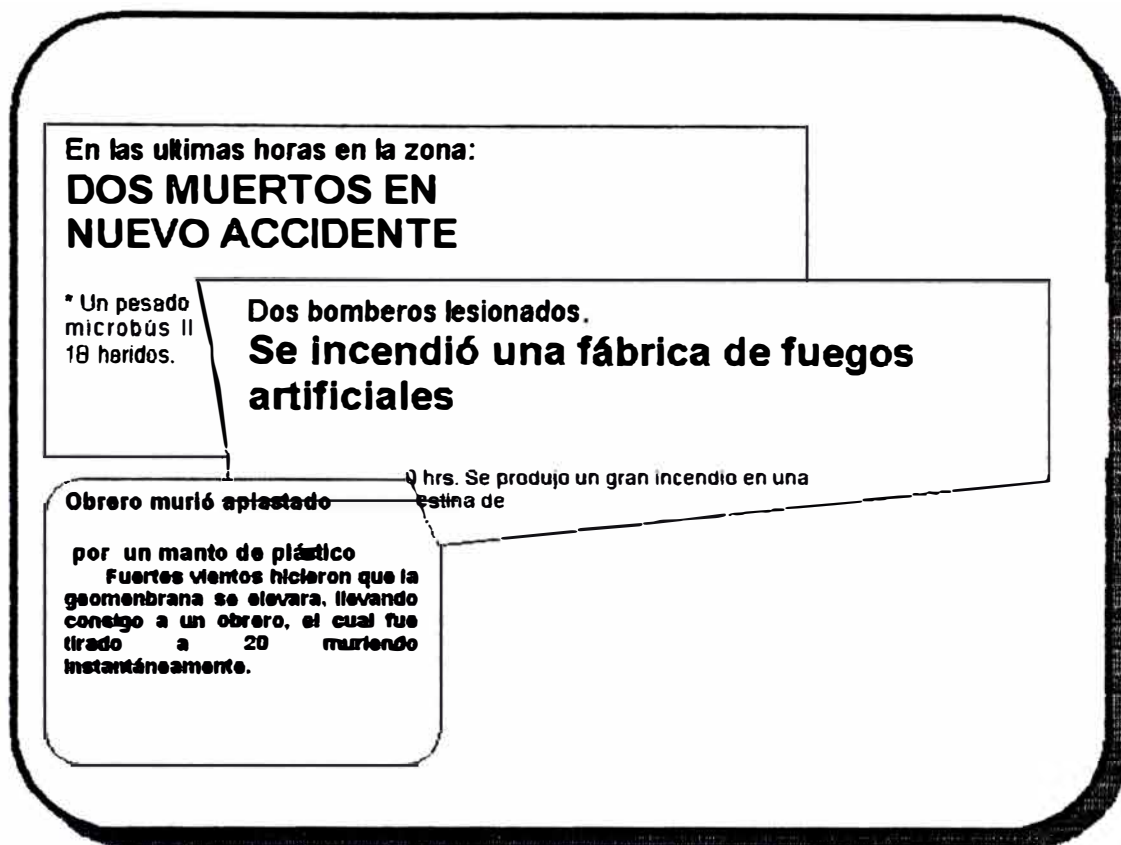 En las ultimas horas en la zona:
DOS MUERTOS EN
NUEVO ACCIDENTE
* Un pesado
microbús
18 heridos.
Dos bomberos lesionados.
Se incendió una fábrica de fuegos
artificiales
hrs. Se produjo un gran incendio en una
estina de
Obrero murió aplastado
por un manto de plástico
Fuertes vientos hicieron que la
geomenbrana se elevara, llevando
consigo a un obrero, el cual fue
tirado a 20 muriendo
instantáneamente.